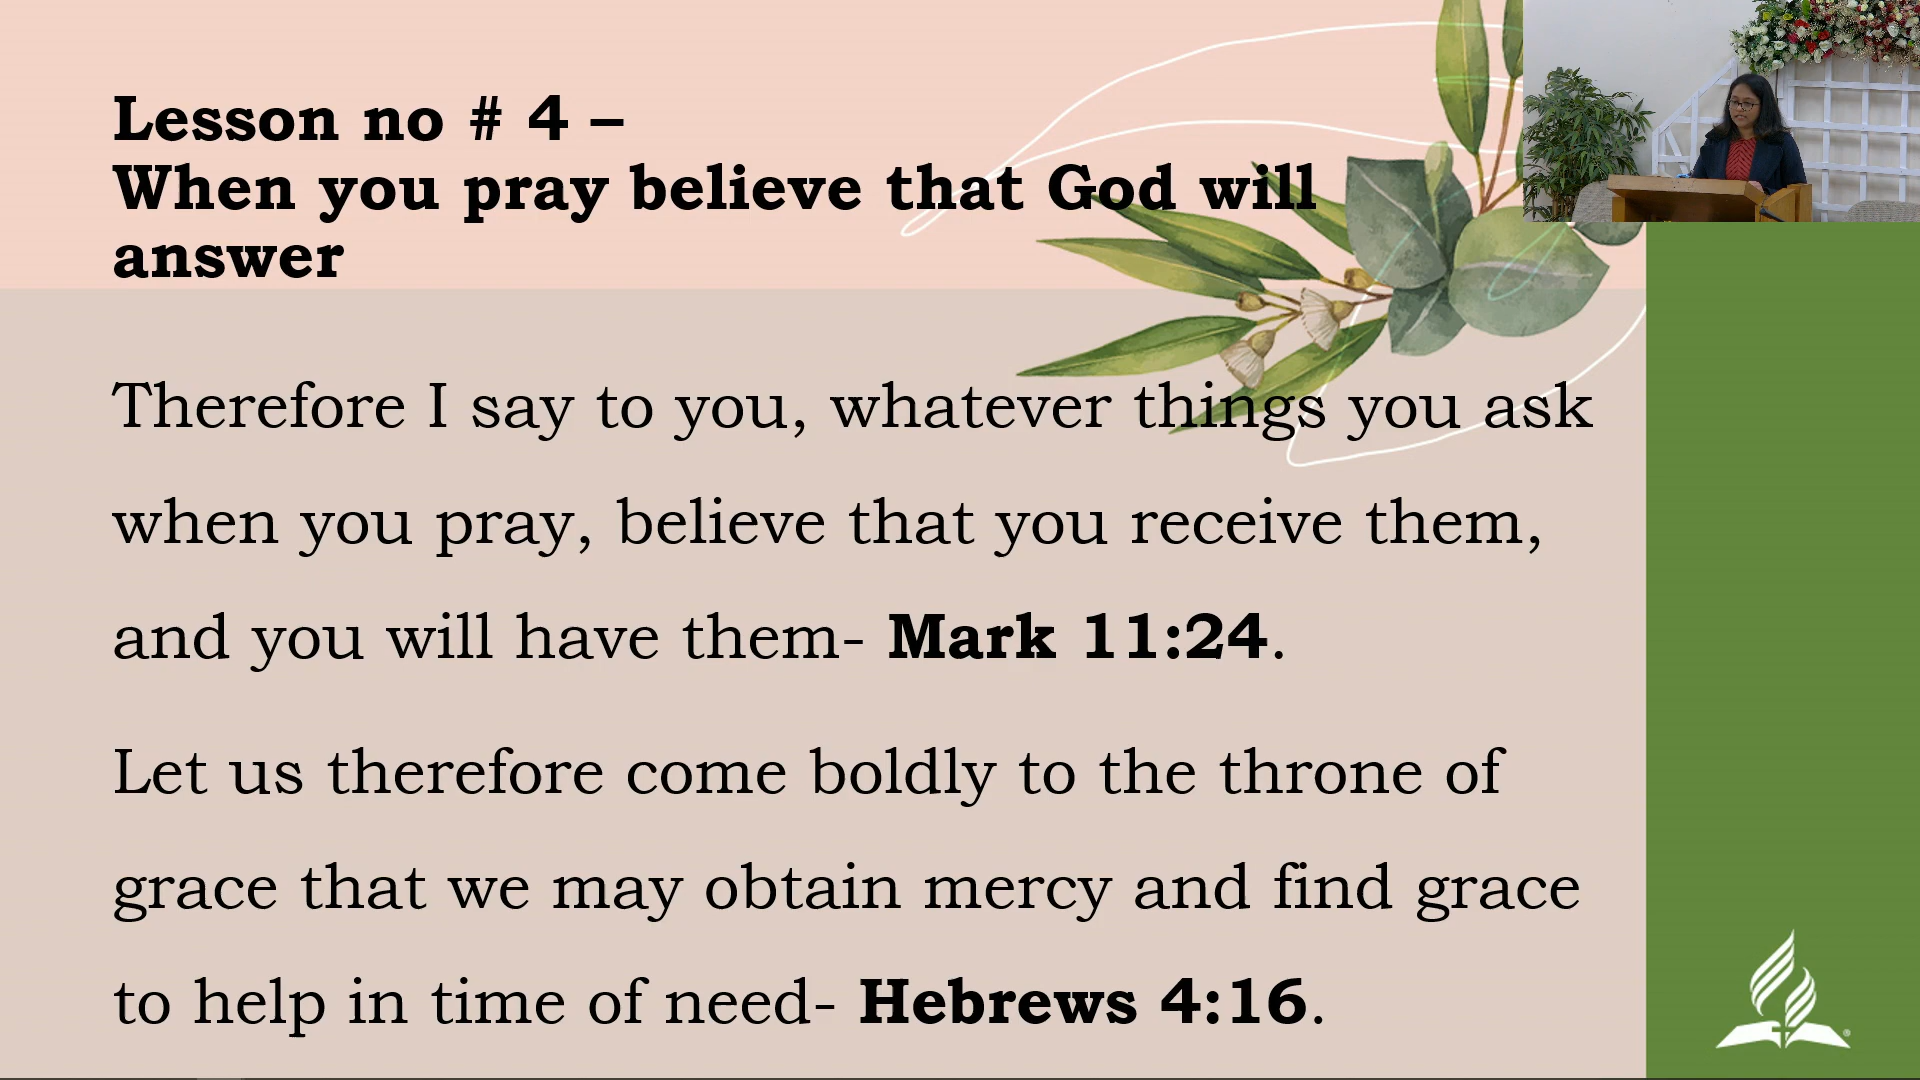 Lesson no # 4 –
When you pray believe that God will
answer
Therefore I say to you, whatever things you ask
when you pray, believe that you receive them,
and you will have them- Mark 11:24.
Let us therefore come boldly to the throne of
grace that we may obtain mercy and find grace
to help in time of need- Hebrews 4:16.